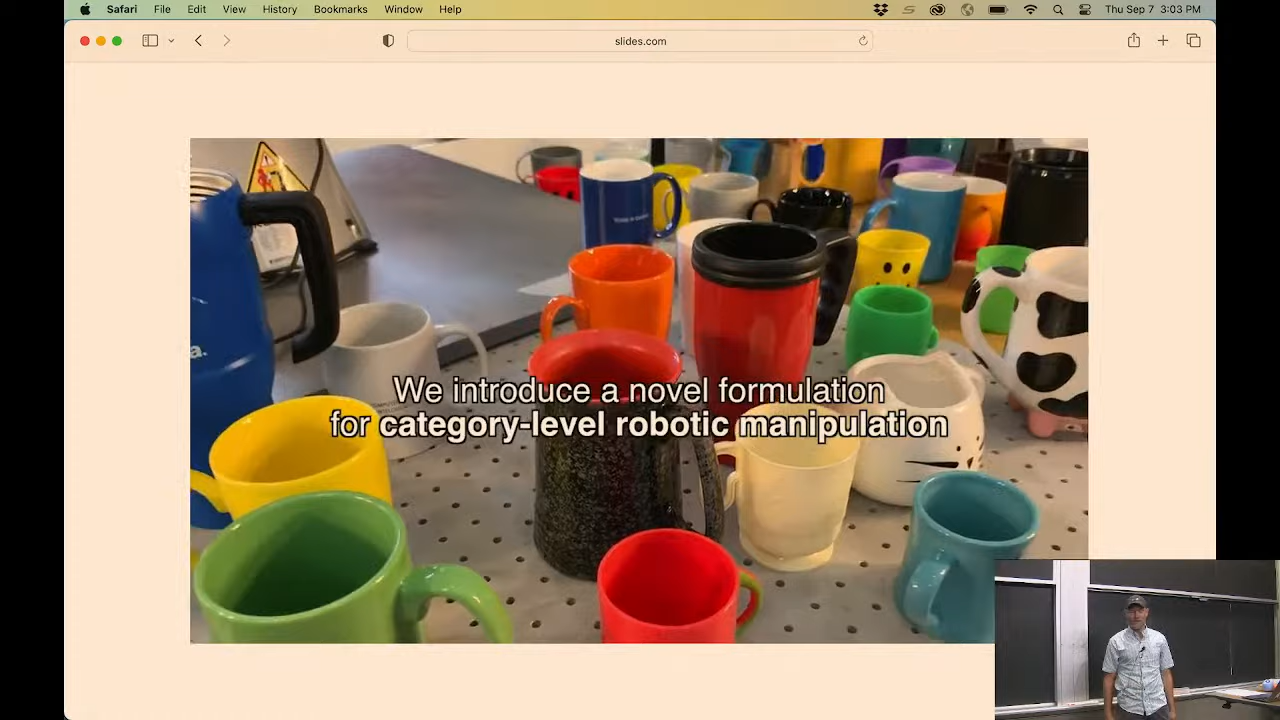 Safari File Edit View History Bookmarks Window Help
Thu Sep 7 3:03 PM
slides.com
We introduce a novel formulation
for category-level robotic manipulation